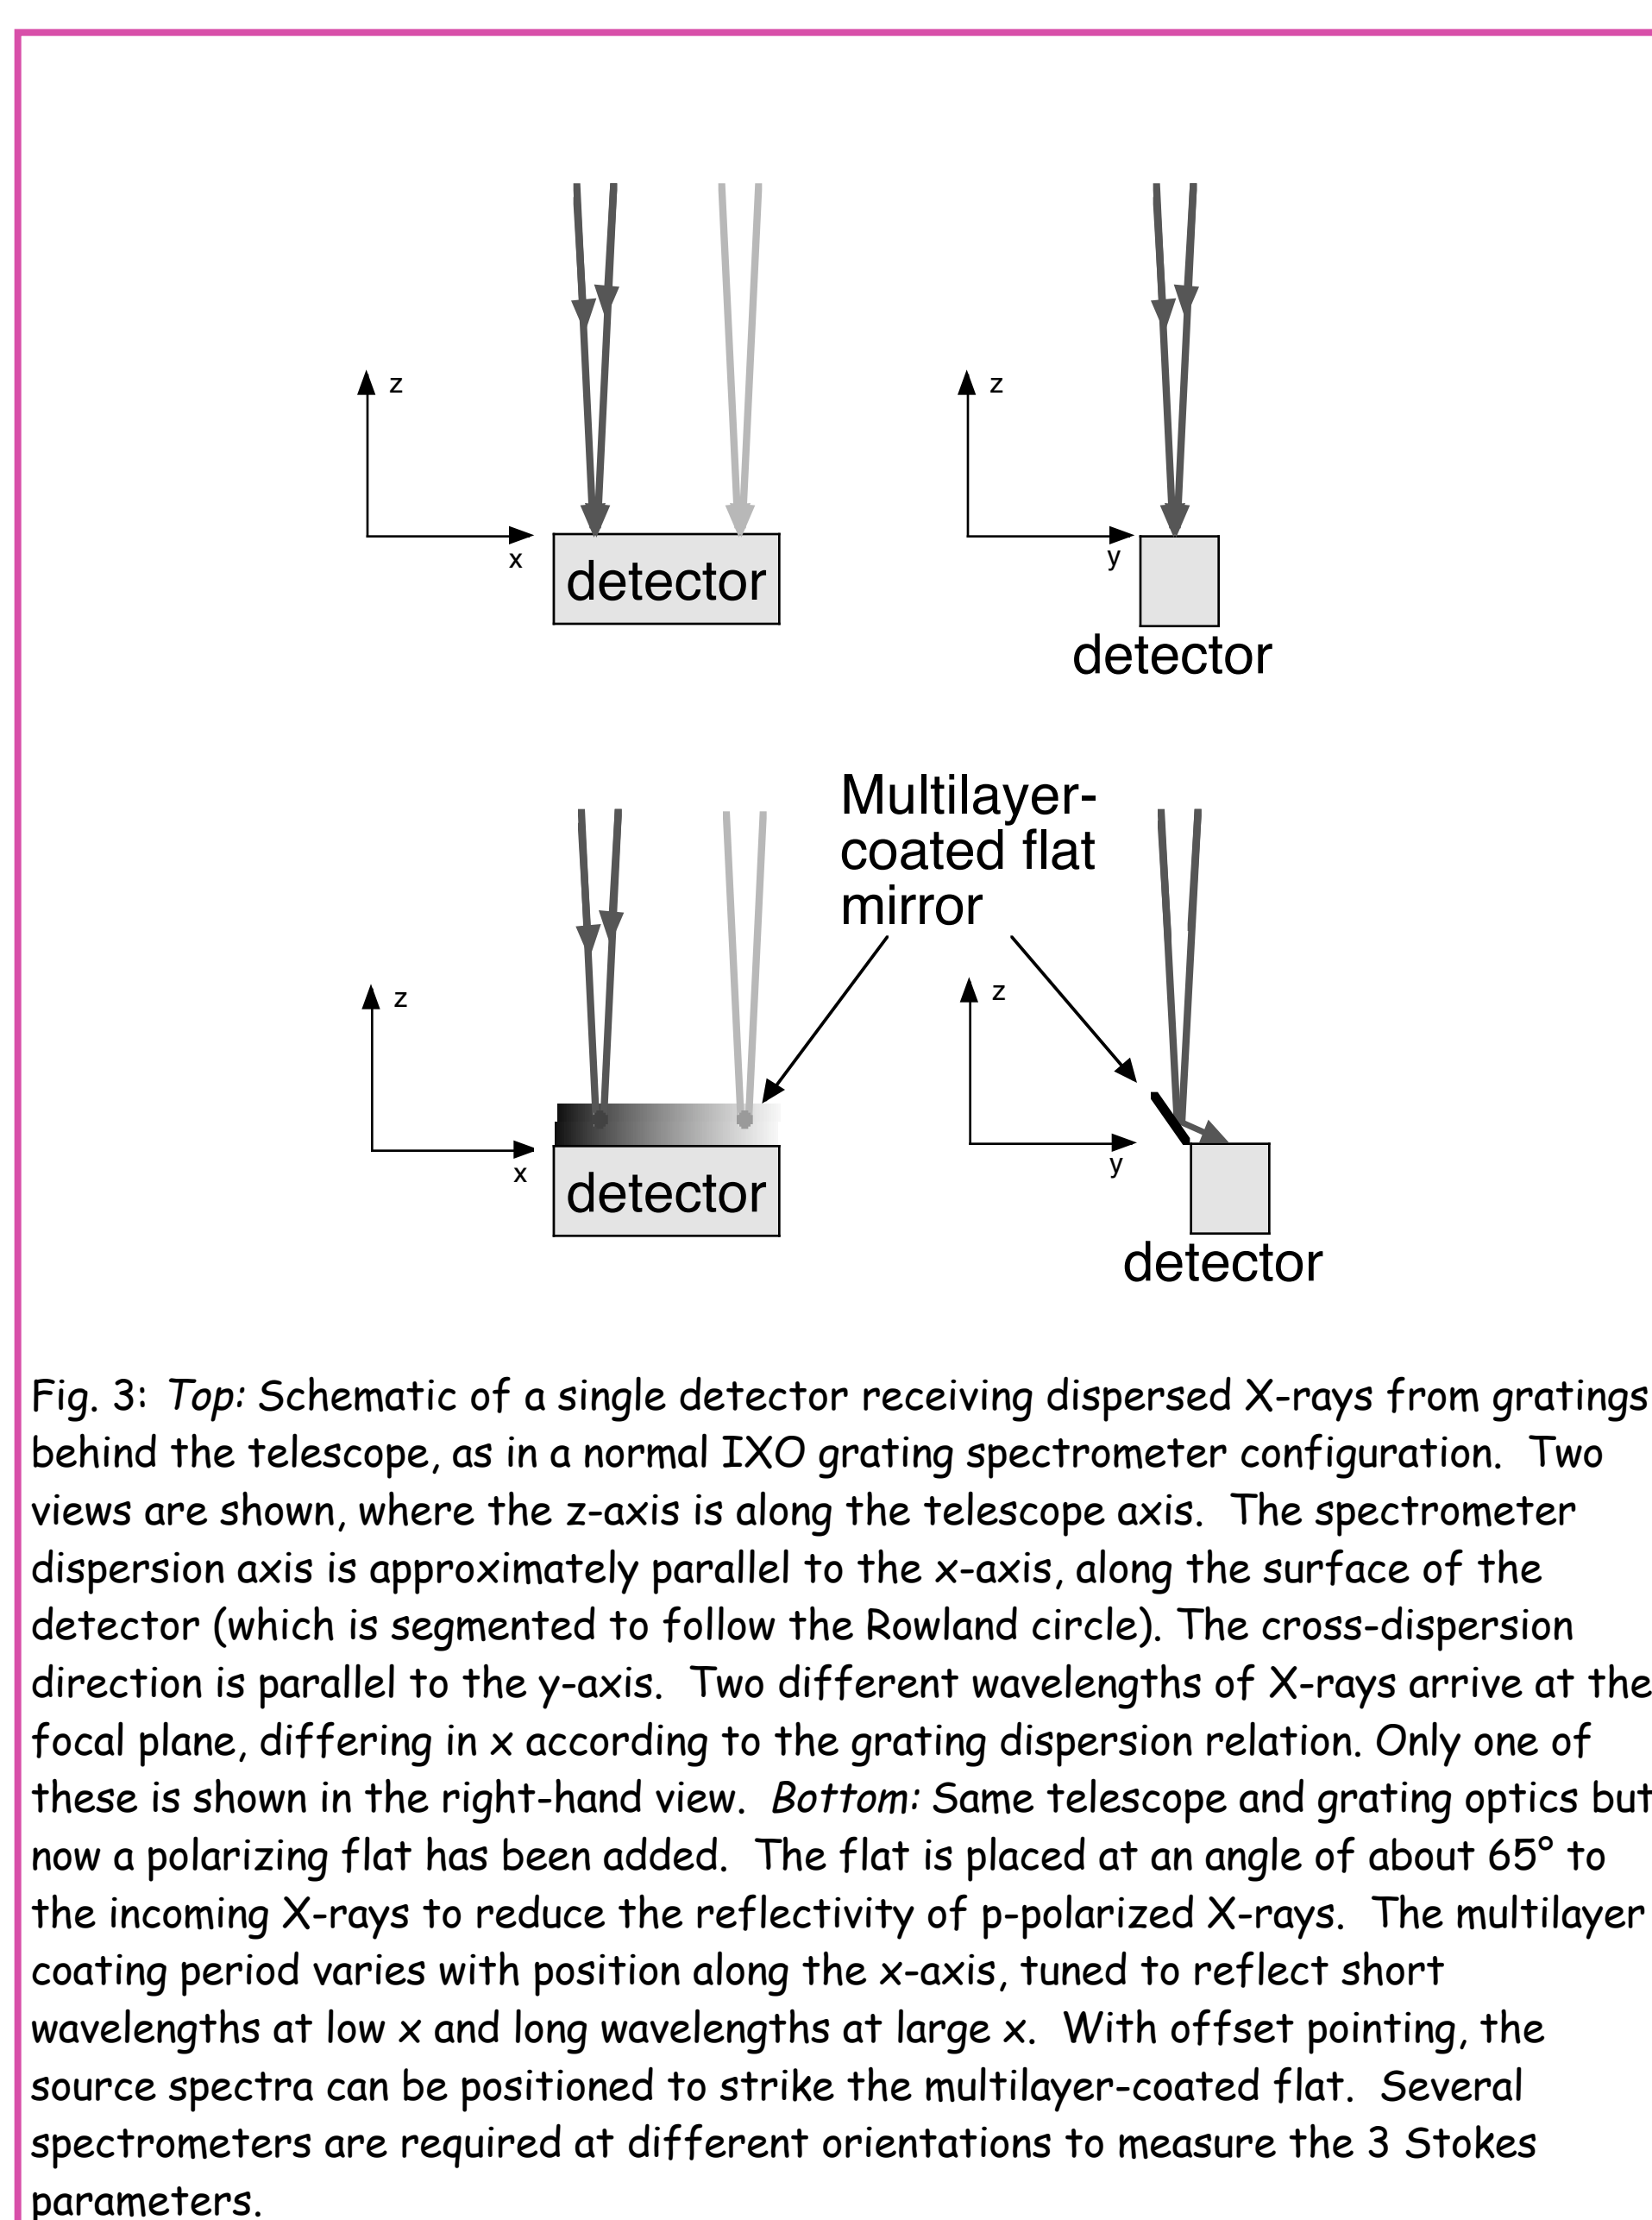 z
z
x
y
detector
detector
Multilayer-
coated flat
mirror
z
z
x
y
detector
detector
Fig. 3: Top: Schematic of a single detector receiving dispersed X-rays from gratings
behind the telescope, as in a normal IXO grating spectrometer configuration. Two
views are shown, where the z-axis is along the telescope axis. The spectrometer
dispersion axis is approximately parallel to the x-axis, along the surface of the
detector (which is segmented to follow the Rowland circle). The cross-dispersion
direction is parallel to the y-axis. Two different wavelengths of X-rays arrive at the
focal plane, differing in x according to the grating dispersion relation. Only one of
these is shown in the right-hand view. Bottom: Same telescope and grating optics but
now a polarizing flat has been added. The flat is placed at an angle of about 65° to
the incoming X-rays to reduce the reflectivity of p-polarized X-rays. The multilayer
coating period varies with position along the x-axis, tuned to reflect short
wavelengths at low x and long wavelengths at large x. With offset pointing, the
source spectra can be positioned to strike the multilayer-coated flat. Several
spectrometers are required at different orientations to measure the 3 Stokes
parameters.